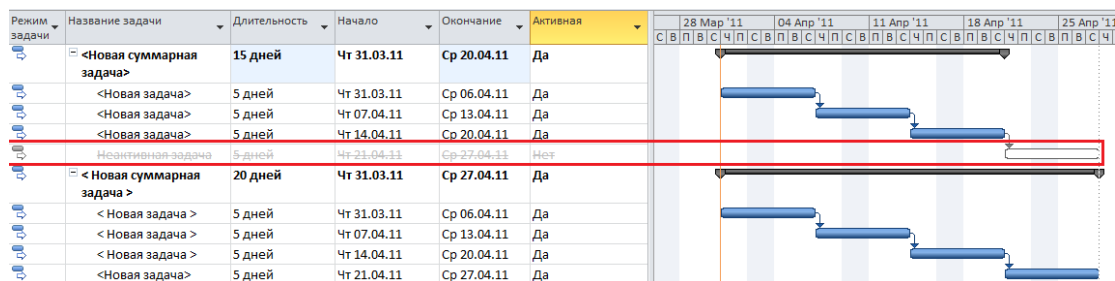 Режим задачи Название задачи Длительность Начало Окончание Активная
28 Мар '11 04 Апр '11 11 Апр '11 18 Апр '11 25 Апр '11
С В П В С Ч П С В П В С Ч П С В П В С Ч П С В П В С Ч П С В П В С Ч
<Новая суммарная задача> 15 дней Чт 31.03.11 Ср 20.04.11 Да
<Новая задача> 5 дней Чт 31.03.11 Ср 06.04.11 Да
<Новая задача> 5 дней Чт 07.04.11 Ср 13.04.11 Да
<Новая задача> 5 дней Чт 14.04.11 Ср 20.04.11 Да
Неактивная задача 5 дней Чт 21.04.11 Ср 27.04.11 Нет
< Новая суммарная задача > 20 дней Чт 31.03.11 Ср 27.04.11 Да
< Новая задача > 5 дней Чт 31.03.11 Ср 06.04.11 Да
< Новая задача > 5 дней Чт 07.04.11 Ср 13.04.11 Да
< Новая задача > 5 дней Чт 14.04.11 Ср 20.04.11 Да
<Новая задача> 5 дней Чт 21.04.11 Ср 27.04.11 Да